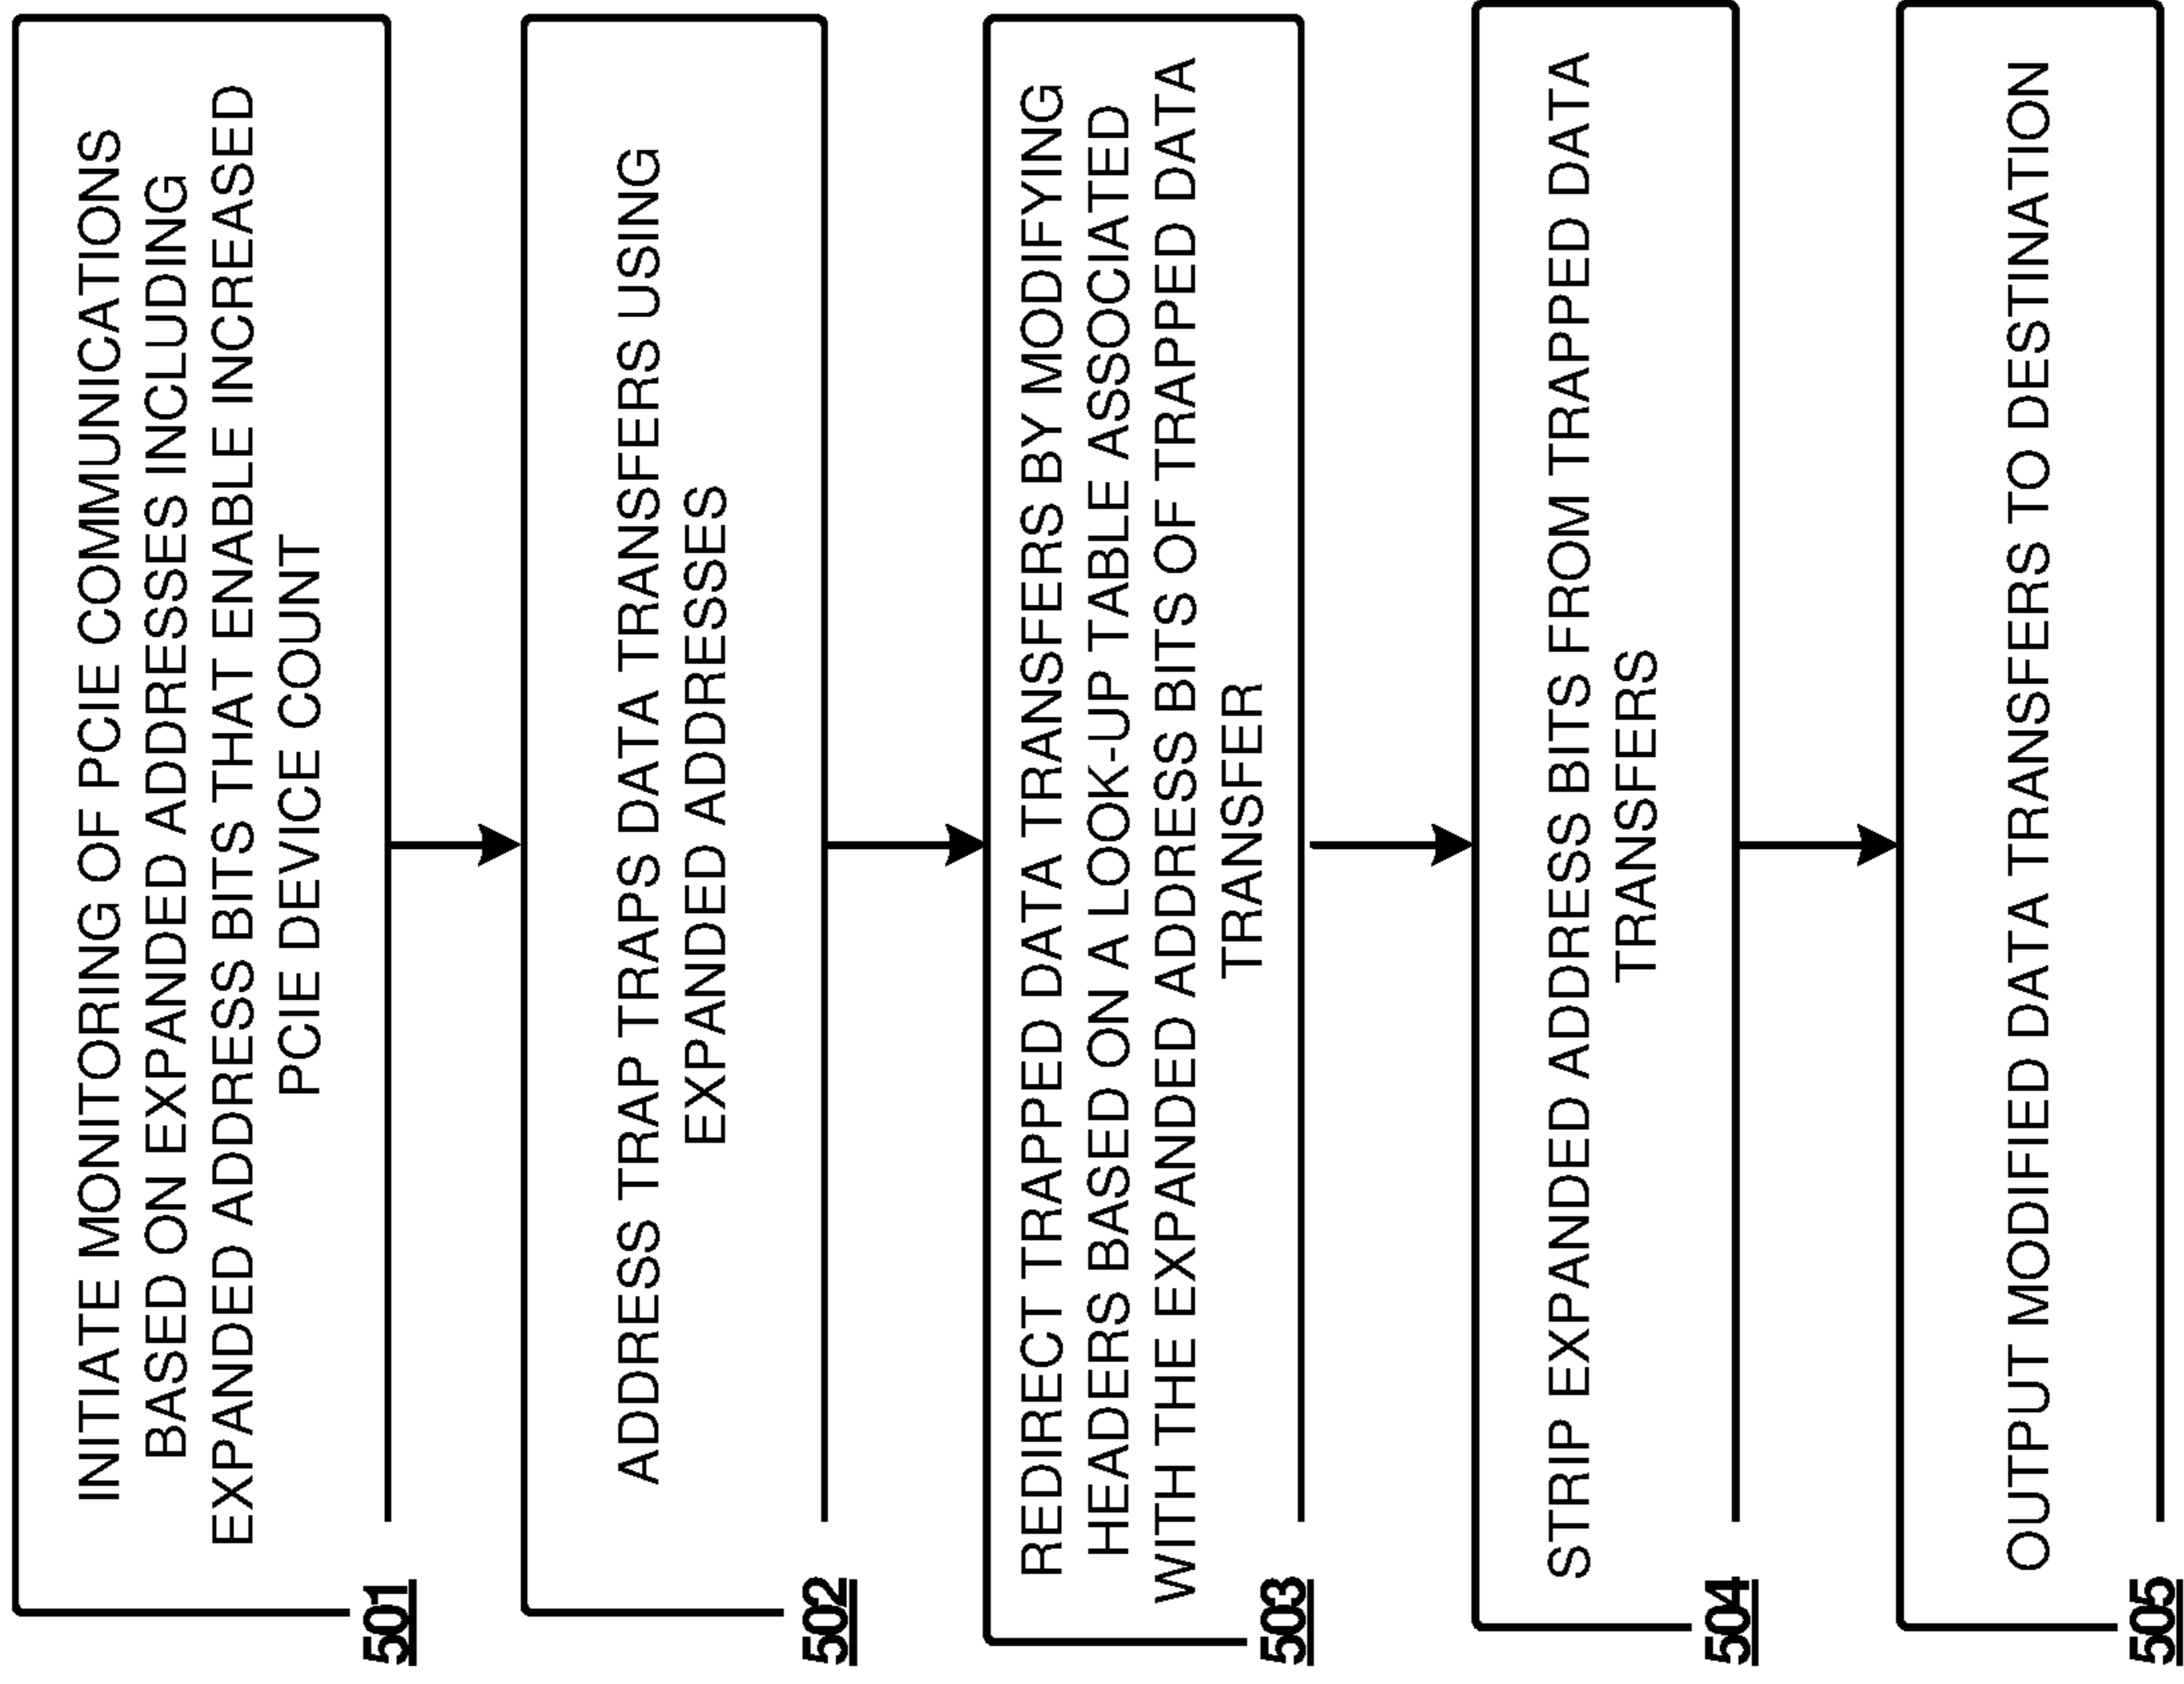 INITIATE MONITORING OF PCIE COMMUNICATIONS
BASED ON EXPANDED ADDRESSES INCLUDING
EXPANDED ADDRESS BITS THAT ENABLE INCREASED
PCIE DEVICE COUNT
501
ADDRESS TRAP TRAPS DATA TRANSFERS USING
EXPANDED ADDRESSES
502
REDIRECT TRAPPED DATA TRANSFERS BY MODIFYING
HEADERS BASED ON A LOOK-UP TABLE ASSOCIATED
WITH THE EXPANDED ADDRESS BITS OF TRAPPED DATA
TRANSFER
503
STRIP EXPANDED ADDRESS BITS FROM TRAPPED DATA
TRANSFERS
504
OUTPUT MODIFIED DATA TRANSFERS TO DESTINATION
505